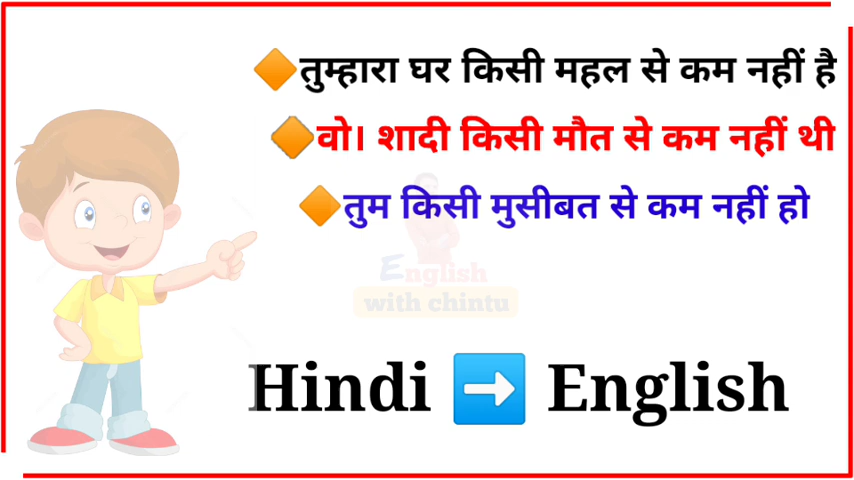 🔶तुम्हारा घर किसी महल से कम नहीं है
🔶वो। शादी किसी मौत से कम नहीं थी
🔶तुम किसी मुसीबत से कम नहीं हो
English
with chintu
Hindi ➡️ English